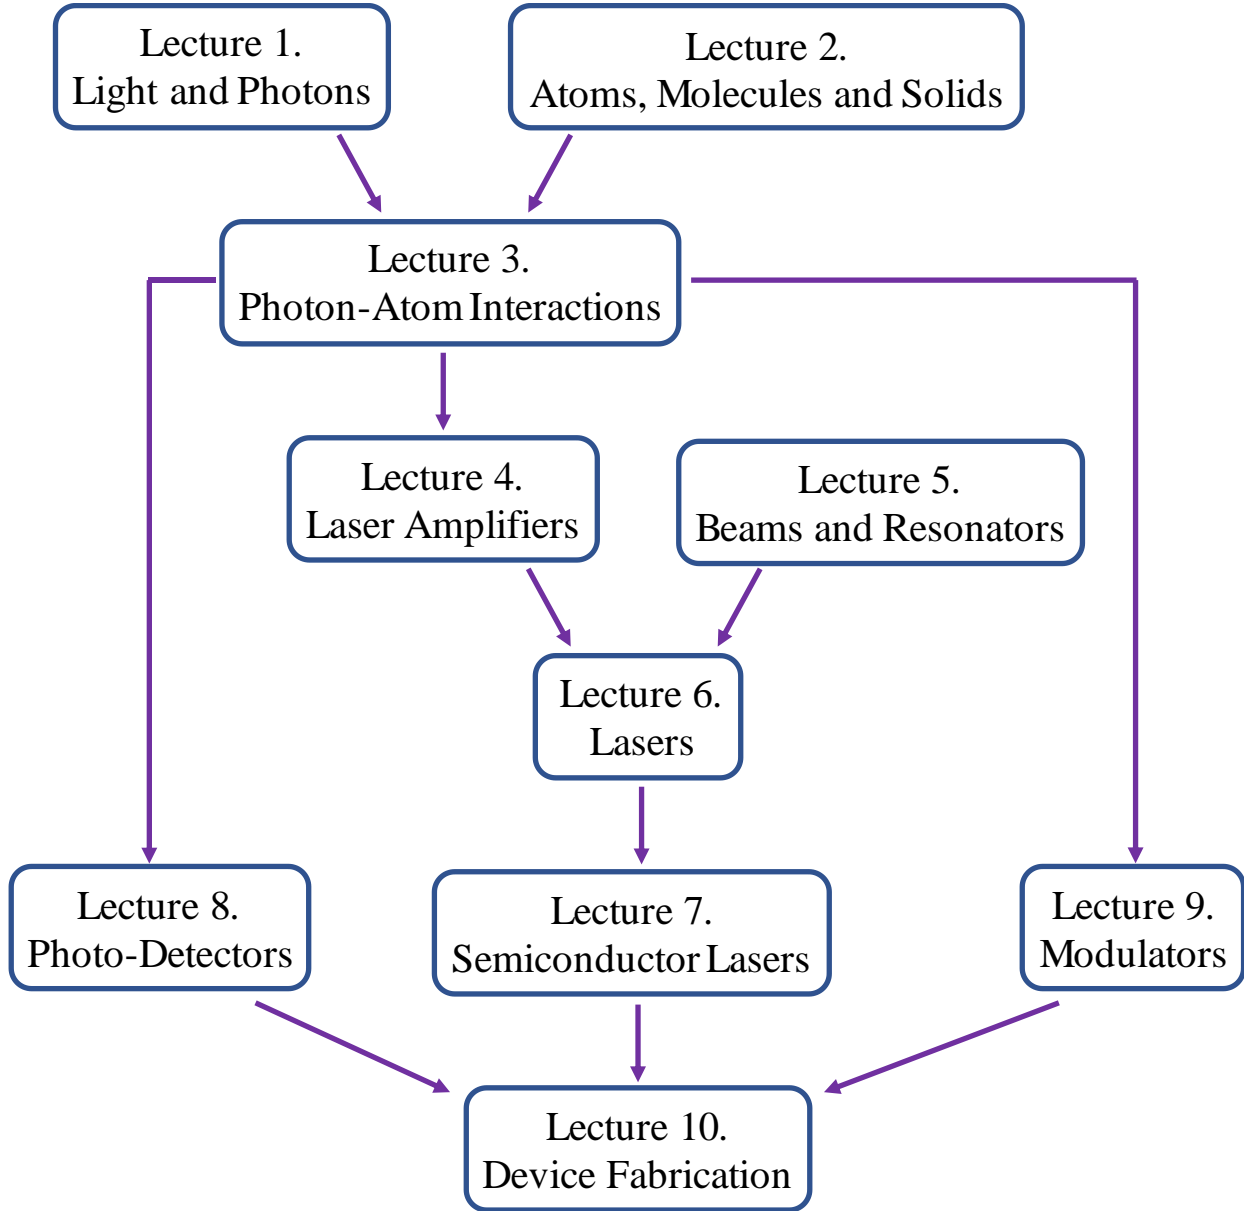 Lecture 1.
Light and Photons
Lecture 2.
Atoms, Molecules and Solids
Lecture 3.
Photon-Atom Interactions
Lecture 4.
Laser Amplifiers
Lecture 5.
Beams and Resonators
Lecture 6.
Lasers
Lecture 8.
Photo-Detectors
Lecture 7.
Semiconductor Lasers
Lecture 9.
Modulators
Lecture 10.
Device Fabrication